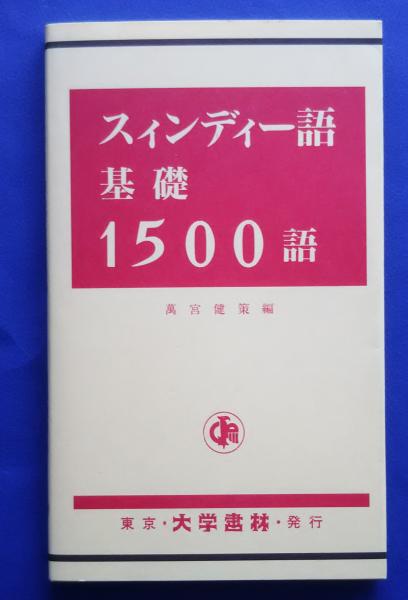 スィンディー語
基礎
1500語
萬宮健策編
東京・大学書林・発行